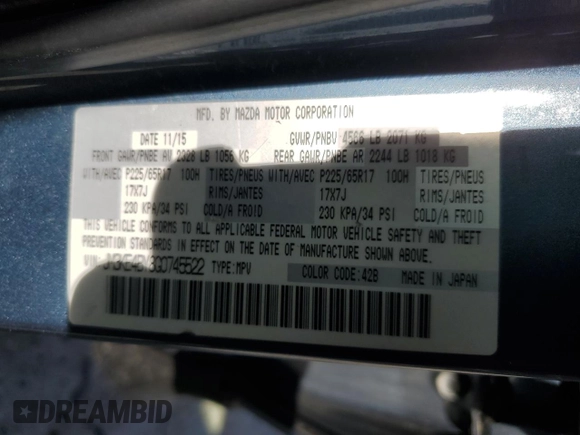 MFD. BY MAZDA MOTOR CORPORATION
DATE 11/15 GVWR/PNBV 4566 LB 2071 KG
FRONT GAWR/PNBE AV 2328 LB 1056 KG REAR GAWR/PNBE AR 2244 LB 1018 KG
WITH/AVEC P225/65R17 100H TIRES/PNEUS WITH/AVEC P225/65R17 100H TIRES/PNEUS
17X7J RIMS/JANTES 17X7J RIMS/JANTES
230 KPA/34 PSI COLD/A FROID 230 KPA/34 PSI COLD/A FROID
THIS VEHICLE CONFORMS TO ALL APPLICABLE FEDERAL MOTOR VEHICLE SAFETY AND THEFT
PREVENTION STANDARDS IN EFFECT ON THE DATE OF MANUFACTURE SHOWN ABOVE.
VIN: TYPE:MPV COLOR CODE:42B MADE IN JAPAN
DREAMBID